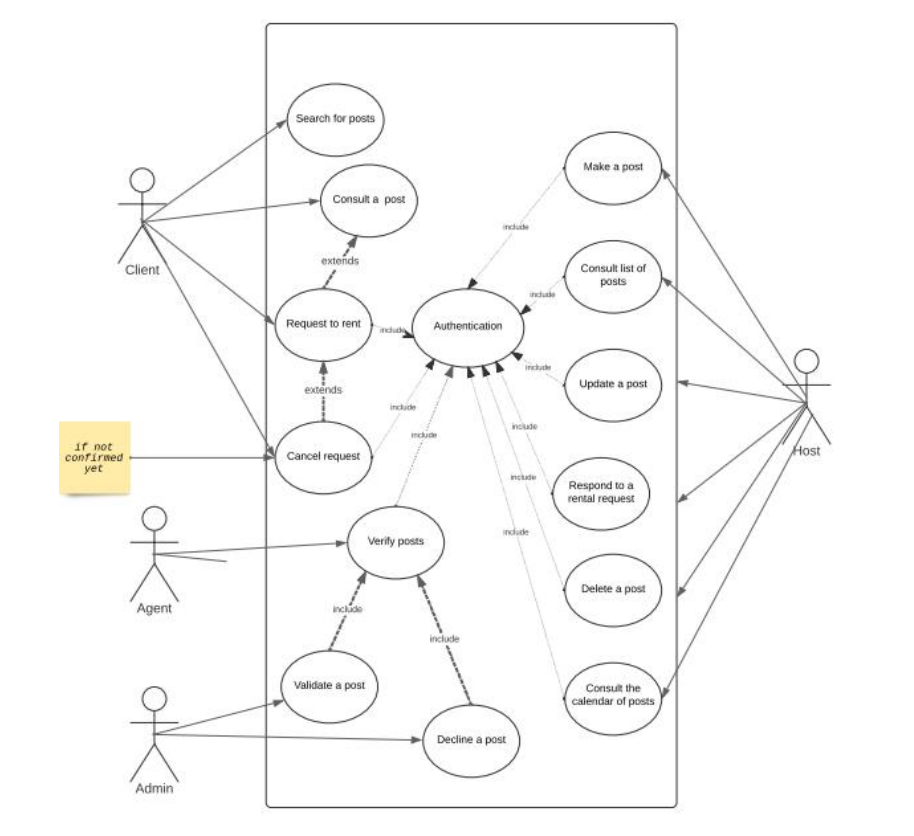 Search for posts
Make a post
Consult a post
include
Client
extends
Consult list of
posts
include
Request to rent
include
Authentication
include
Update a post
extends
include
include
include
Host
if not
confirmed
yet
Cancel request
include
Respond to a
rental request
include
Verify posts
Agent
include
Delete a post
include
Validate a post
Consult the
calendar of posts
Decline a post
Admin